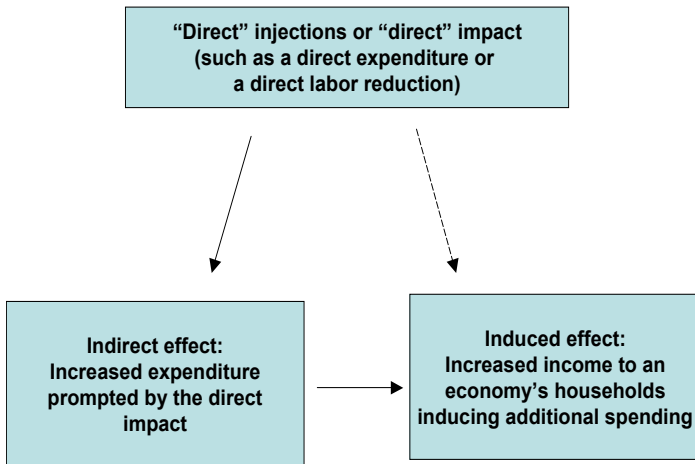 “Direct” injections or “direct” impact
(such as a direct expenditure or
a direct labor reduction)
Indirect effect:
Increased expenditure
prompted by the direct
impact
Induced effect:
Increased income to an
economy’s households
inducing additional spending